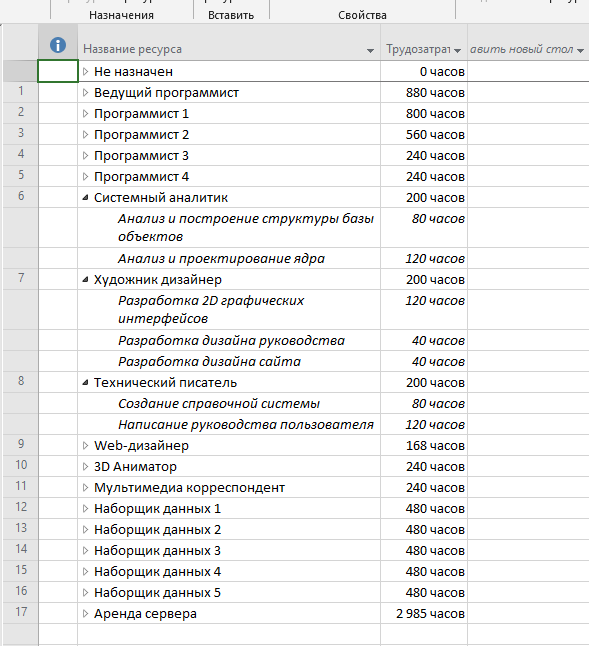 Назначения Вставить Свойства
Название ресурса Трудозатрат авить новый стол
Не назначен 0 часов
1 Ведущий программист 880 часов
2 Программист 1 800 часов
3 Программист 2 560 часов
4 Программист 3 240 часов
5 Программист 4 240 часов
6 Системный аналитик 200 часов
Анализ и построение структуры базы 80 часов
объектов
Анализ и проектирование ядра 120 часов
7 Художник дизайнер 200 часов
Разработка 2D графических 120 часов
интерфейсов
Разработка дизайна руководства 40 часов
Разработка дизайна сайта 40 часов
8 Технический писатель 200 часов
Создание справочной системы 80 часов
Написание руководства пользователя 120 часов
9 Web-дизайнер 168 часов
10 3D Аниматор 240 часов
11 Мультимедиа корреспондент 240 часов
12 Наборщик данных 1 480 часов
13 Наборщик данных 2 480 часов
14 Наборщик данных 3 480 часов
15 Наборщик данных 4 480 часов
16 Наборщик данных 5 480 часов
17 Аренда сервера 2 985 часов